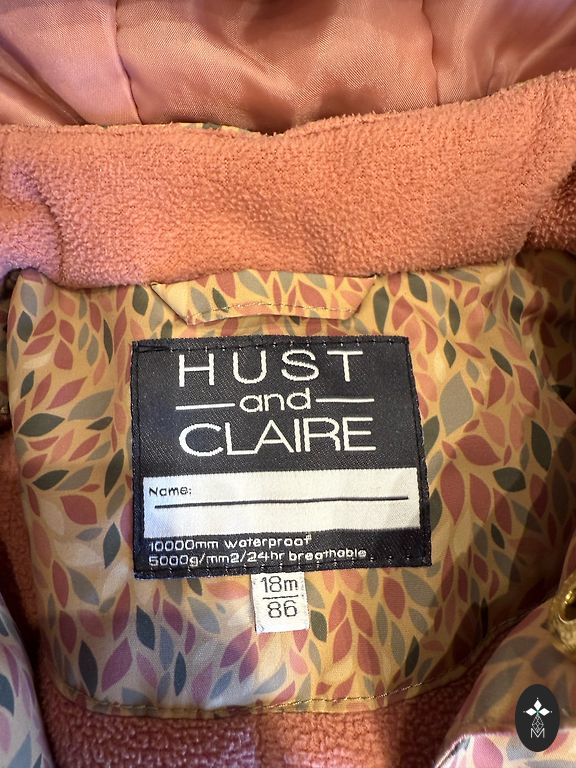 HUST
and
CLAIRE
Name:
10000mm waterproof
5000g/mm2/24hr breathable
18m
86
M